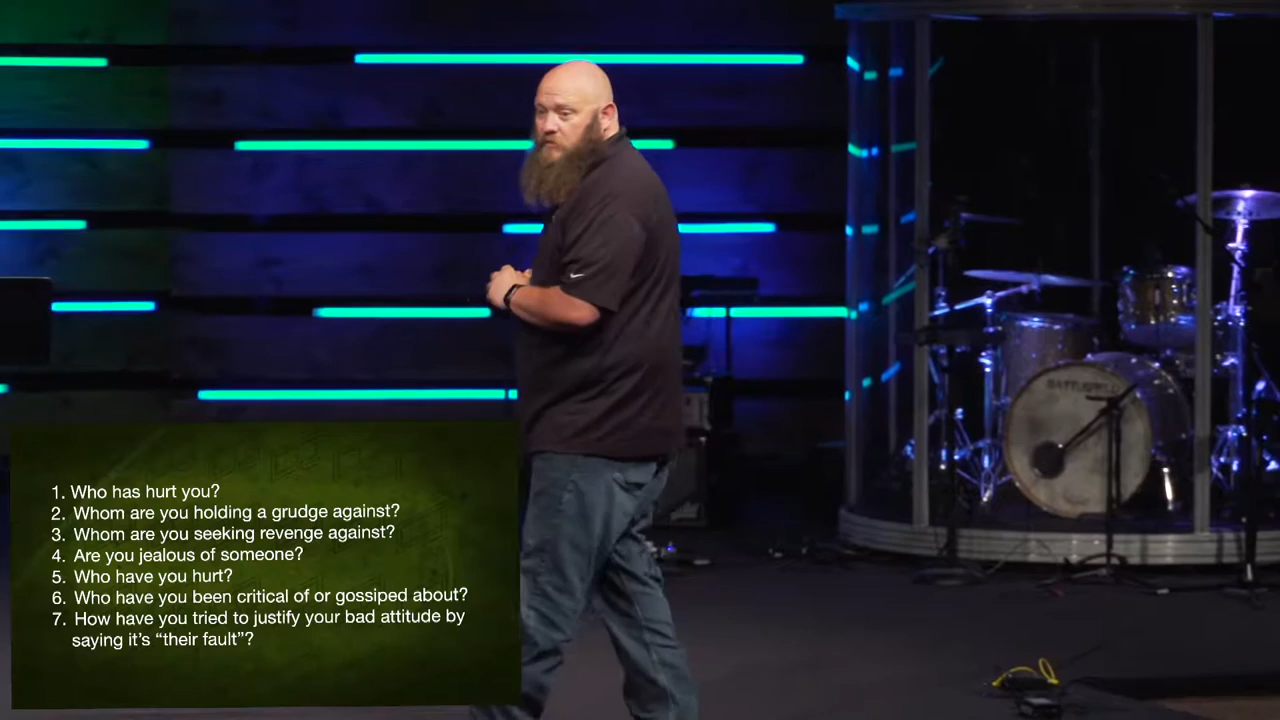 BATTLEFIELD
1. Who has hurt you?
2. Whom are you holding a grudge against?
3. Whom are you seeking revenge against?
4. Are you jealous of someone?
5. Who have you hurt?
6. Who have you been critical of or gossiped about?
7. How have you tried to justify your bad attitude by
saying it's “their fault”?